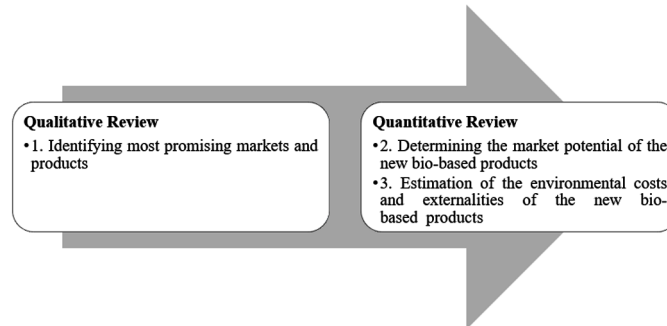 Qualitative Review
•1. Identifying most promising markets and
products
Quantitative Review
•2. Determining the market potential of the
new bio-based products
•3. Estimation of the environmental costs
and externalities of the new bio-
based products